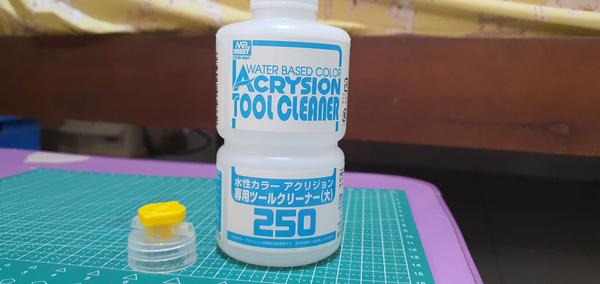 MR.
HOBBY
WATER BASED COLOR
ACRYSION
TOOL CLEANER
水性カラー アクリジョン
専用ツールクリーナー(大)
250